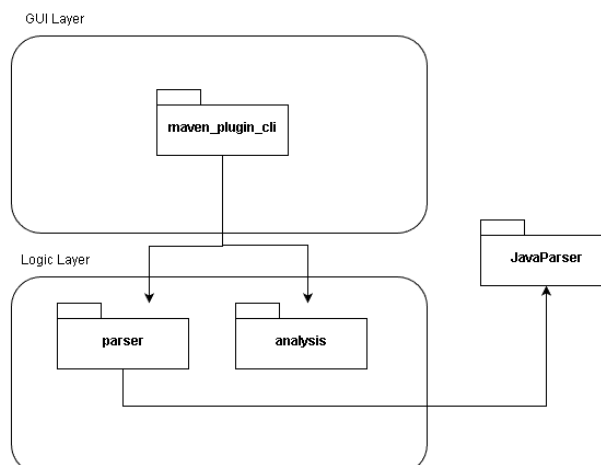 GUI Layer
maven_plugin_cli
JavaParser
Logic Layer
parser
analysis